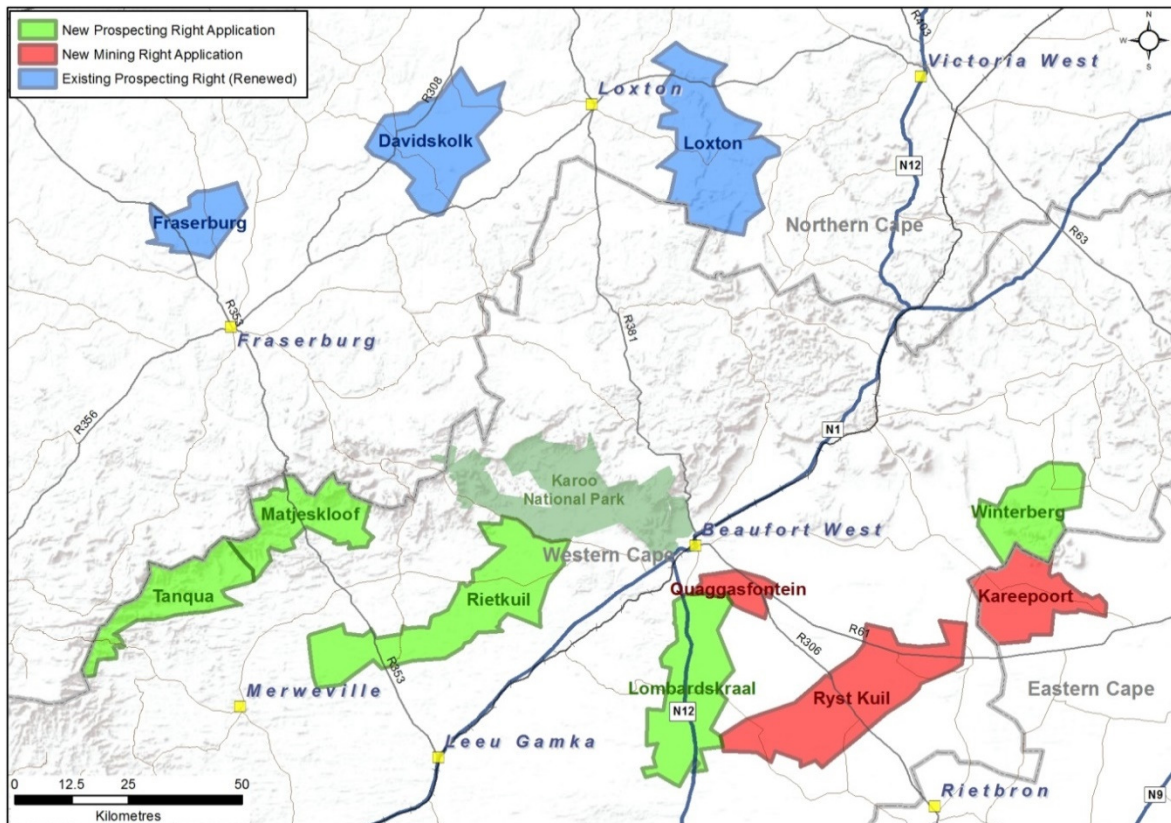 New Prospecting Right Application
New Mining Right Application
Existing Prospecting Right (Renewed)
R403
N
W
E
S
Victoria West
R308
Loxton
Davidskolk
Loxton
N12
Fraserburg
Northern Cape
R63
R353
Fraserburg
R381
R356
N1
Karoo
National Park
Matjeskloof
Winterberg
Beaufort West
Western Cape
Tanqua
Rietkuil
Quaggasfontein
Kareepoort
R306
R61
R353
Merweville
Lombardskraal
Ryst Kuil
Eastern Cape
N12
Leeu Gamka
0 12.5 25 50
Kilometres
Rietbron
N9